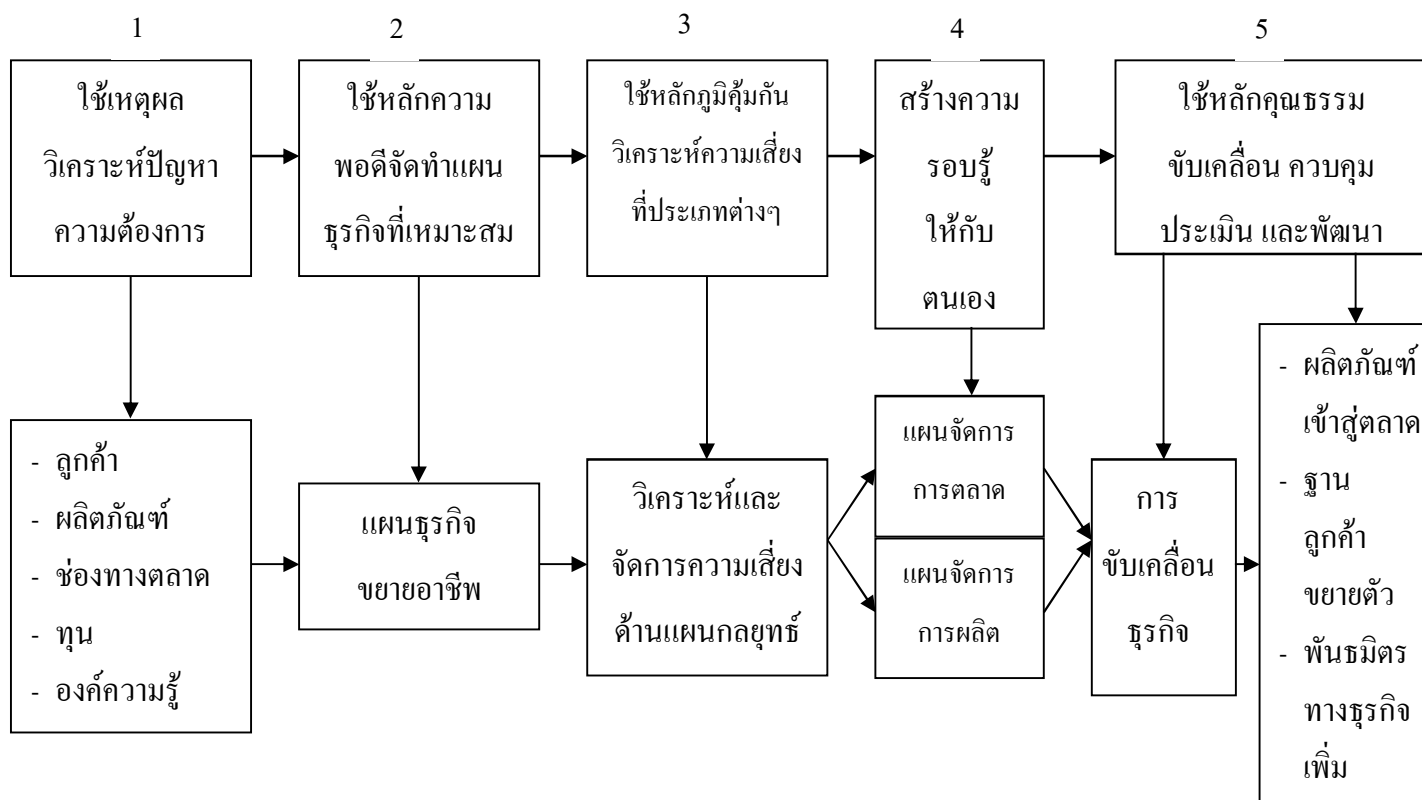 1
2
3
4
5
ใช้เหตุผล
วิเคราะห์ปัญหา
ความต้องการ
ใช้หลักความ
พอดีจัดทำแผน
ธุรกิจที่เหมาะสม
ใช้หลักภูมิคุ้มกัน
วิเคราะห์ความเสี่ยง
ที่ประเภทต่างๆ
สร้างความ
รอบรู้
ให้กับ
ตนเอง
ใช้หลักคุณธรรม
ขับเคลื่อน ควบคุม
ประเมิน และพัฒนา
- ลูกค้า
- ผลิตภัณฑ์
- ช่องทางตลาด
- ทุน
- องค์ความรู้
แผนธุรกิจ
ขยายอาชีพ
วิเคราะห์และ
จัดการความเสี่ยง
ด้านแผนกลยุทธ์
แผนจัดการ
การตลาด
แผนจัดการ
การผลิต
การ
ขับเคลื่อน
ธุรกิจ
- ผลิตภัณฑ์
เข้าสู่ตลาด
- ฐาน
ลูกค้า
ขยายตัว
- พันธมิตร
ทางธุรกิจ
เพิ่ม